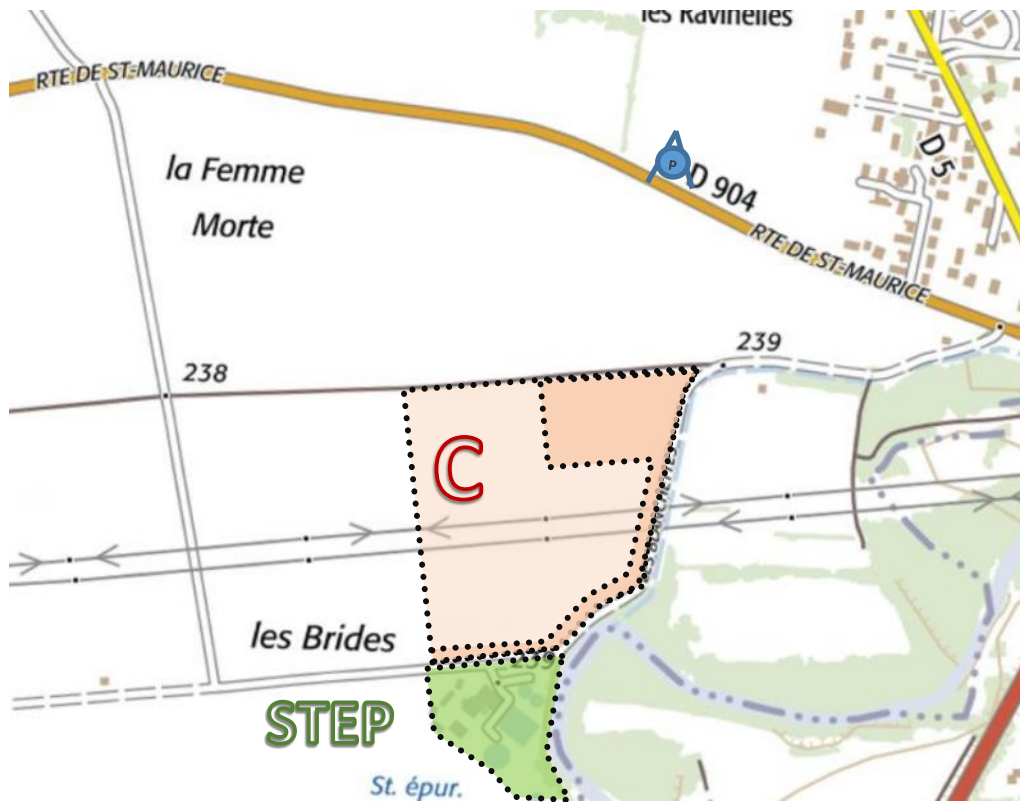 les Ravinelles
RTE DE ST-MAURICE
la Femme
Morte
P
D 904
D 5
RTE DE ST-MAURICE
239
238
C
les Brides
STEP
St. épur.